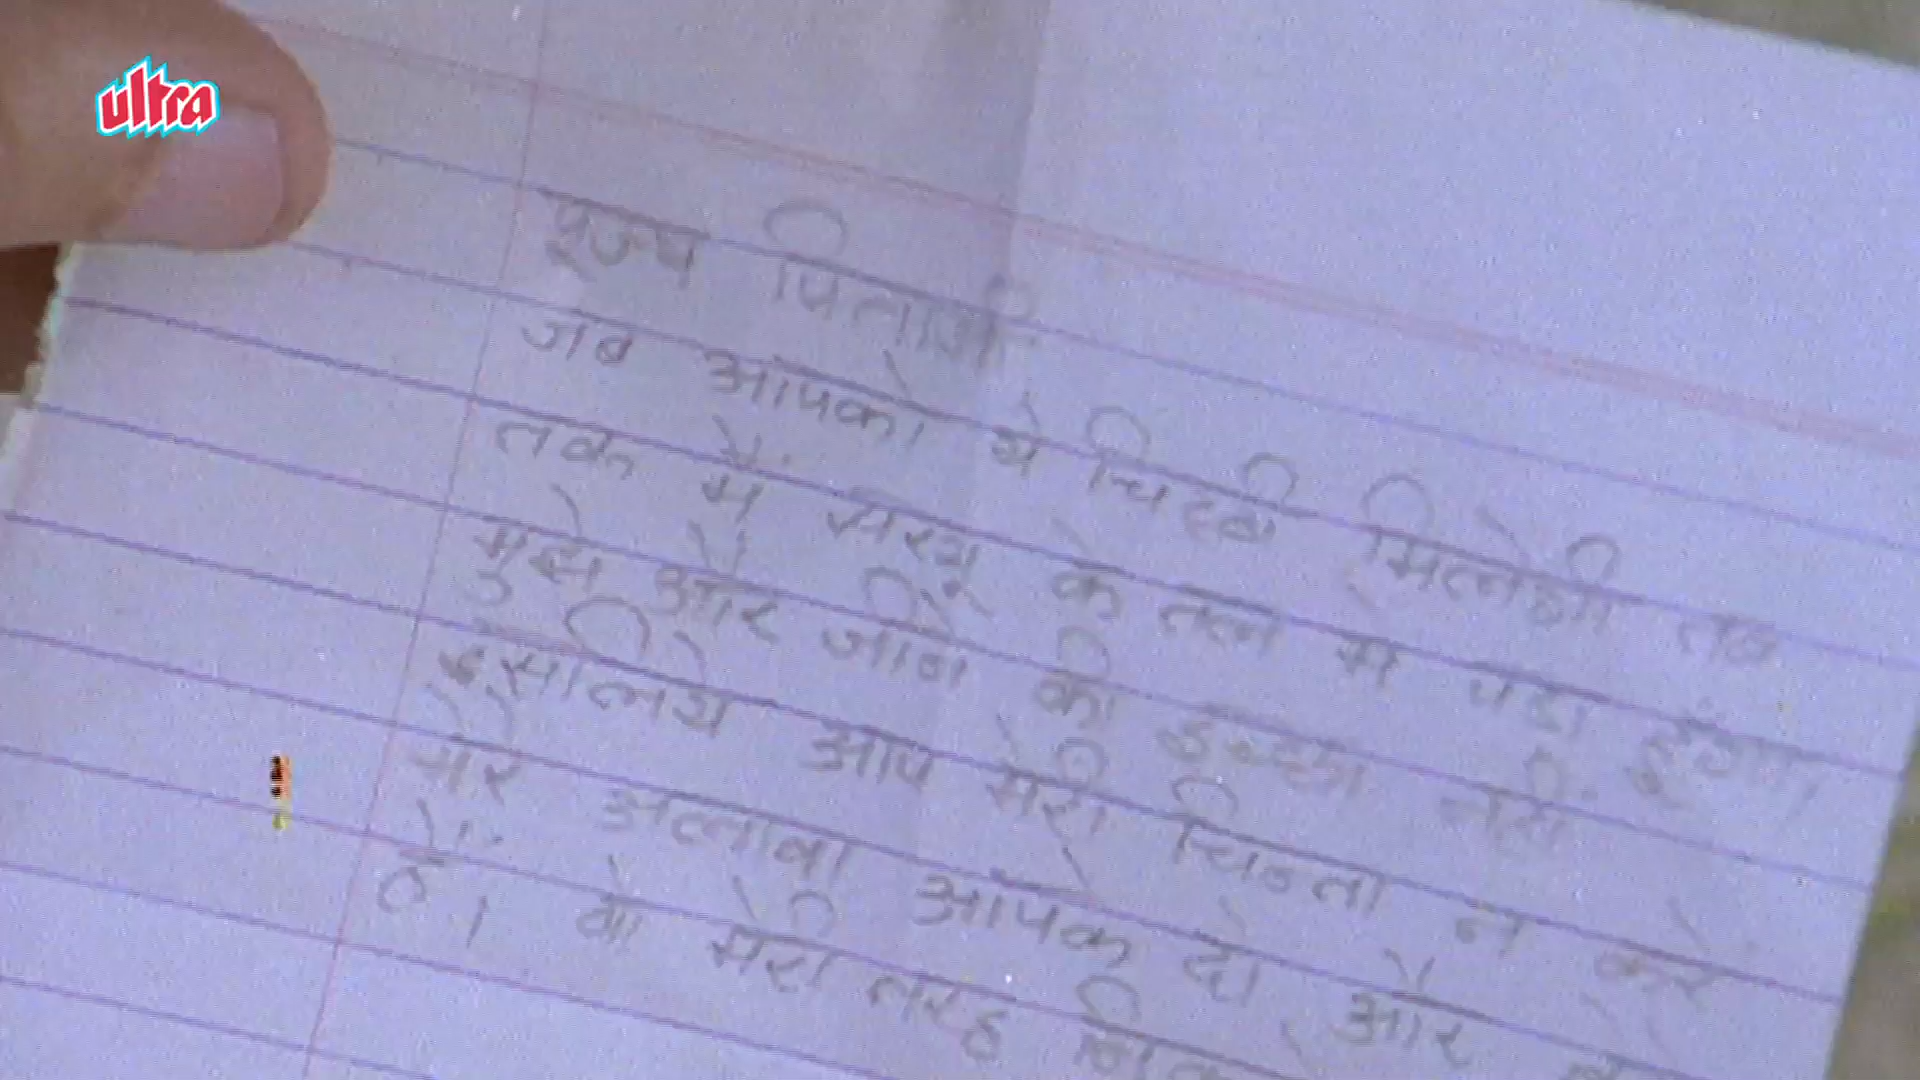 ultra
पूज्य पिताजी
जब आपको ये चिट्ठी मिलेगी तब
तक मैं सरयू के तल में पडा हूंगा।
मुझे और जीने की इच्छा नहीं
इसलिये आप मेरी चिन्ता न करें
मेरे अलावा आपके दो और
हैं। वो मेरी तरह